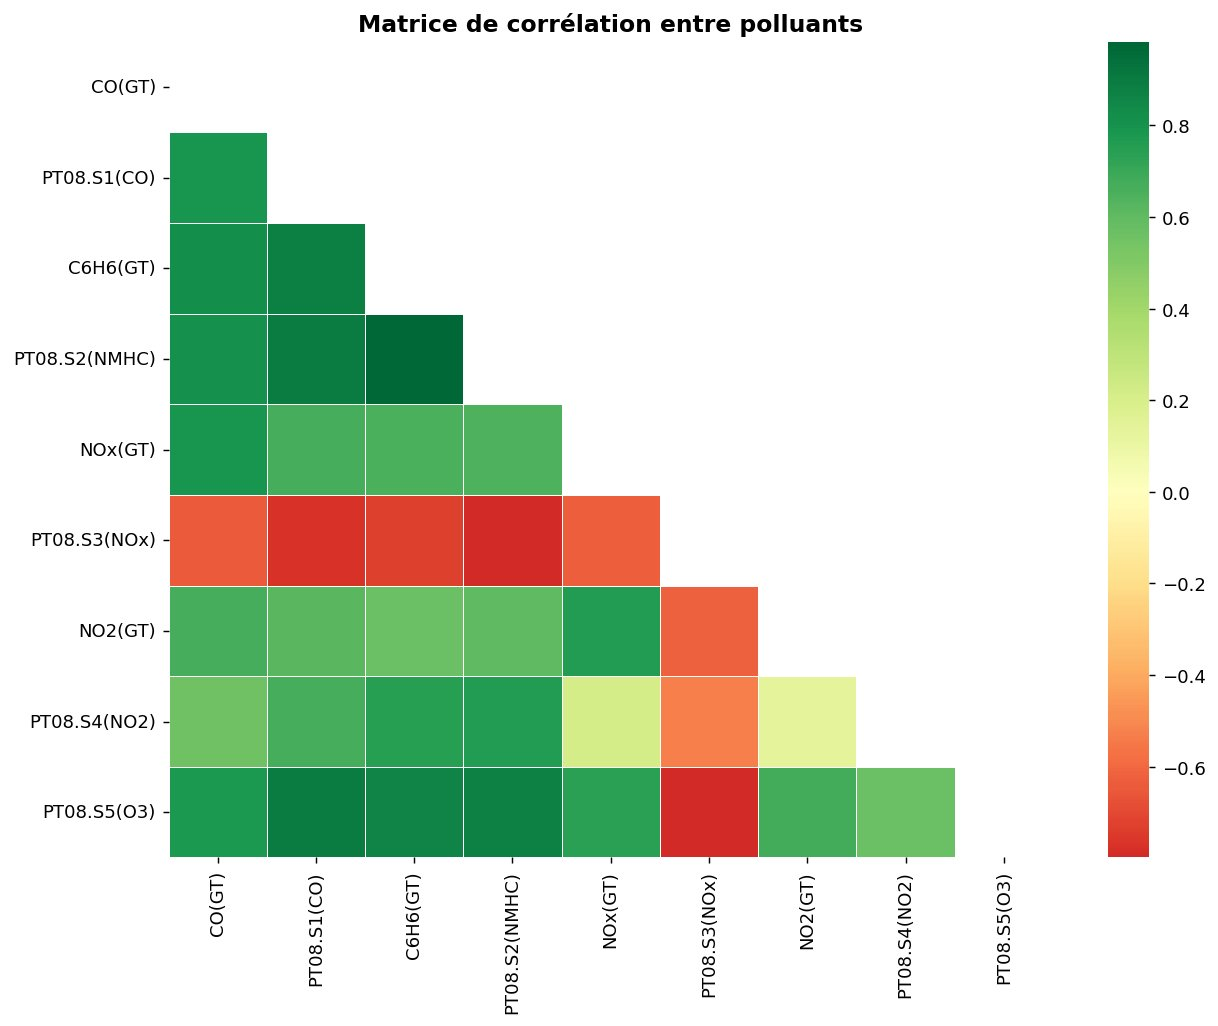 Matrice de corrélation entre polluants
CO(GT)
PT08.S1(CO)
C6H6(GT)
PT08.S2(NMHC)
NOx(GT)
PT08.S3(NOx)
NO2(GT)
PT08.S4(NO2)
PT08.S5(O3)
CO(GT)
PT08.S1(CO)
C6H6(GT)
PT08.S2(NMHC)
NOx(GT)
PT08.S3(NOx)
NO2(GT)
PT08.S4(NO2)
PT08.S5(O3)
0.8
0.6
0.4
0.2
0.0
−0.2
−0.4
−0.6